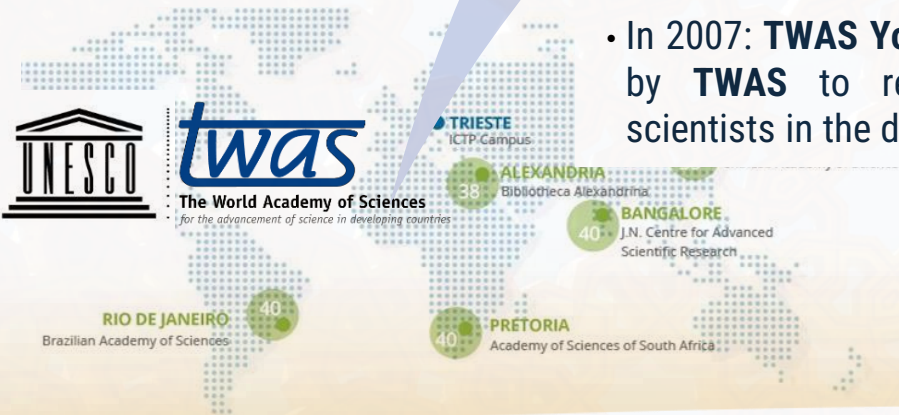 • In 2007: TWAS Yo
by TWAS to re
scientists in the d
UNESCO
twas
The World Academy of Sciences
for the advancement of science in developing countries
TRIESTE
ICTP Campus
38
ALEXANDRIA
Bibliotheca Alexandrina
40
BANGALORE
J.N. Centre for Advanced
Scientific Research
40
RIO DE JANEIRO
Brazilian Academy of Sciences
40
PRETORIA
Academy of Sciences of South Africa